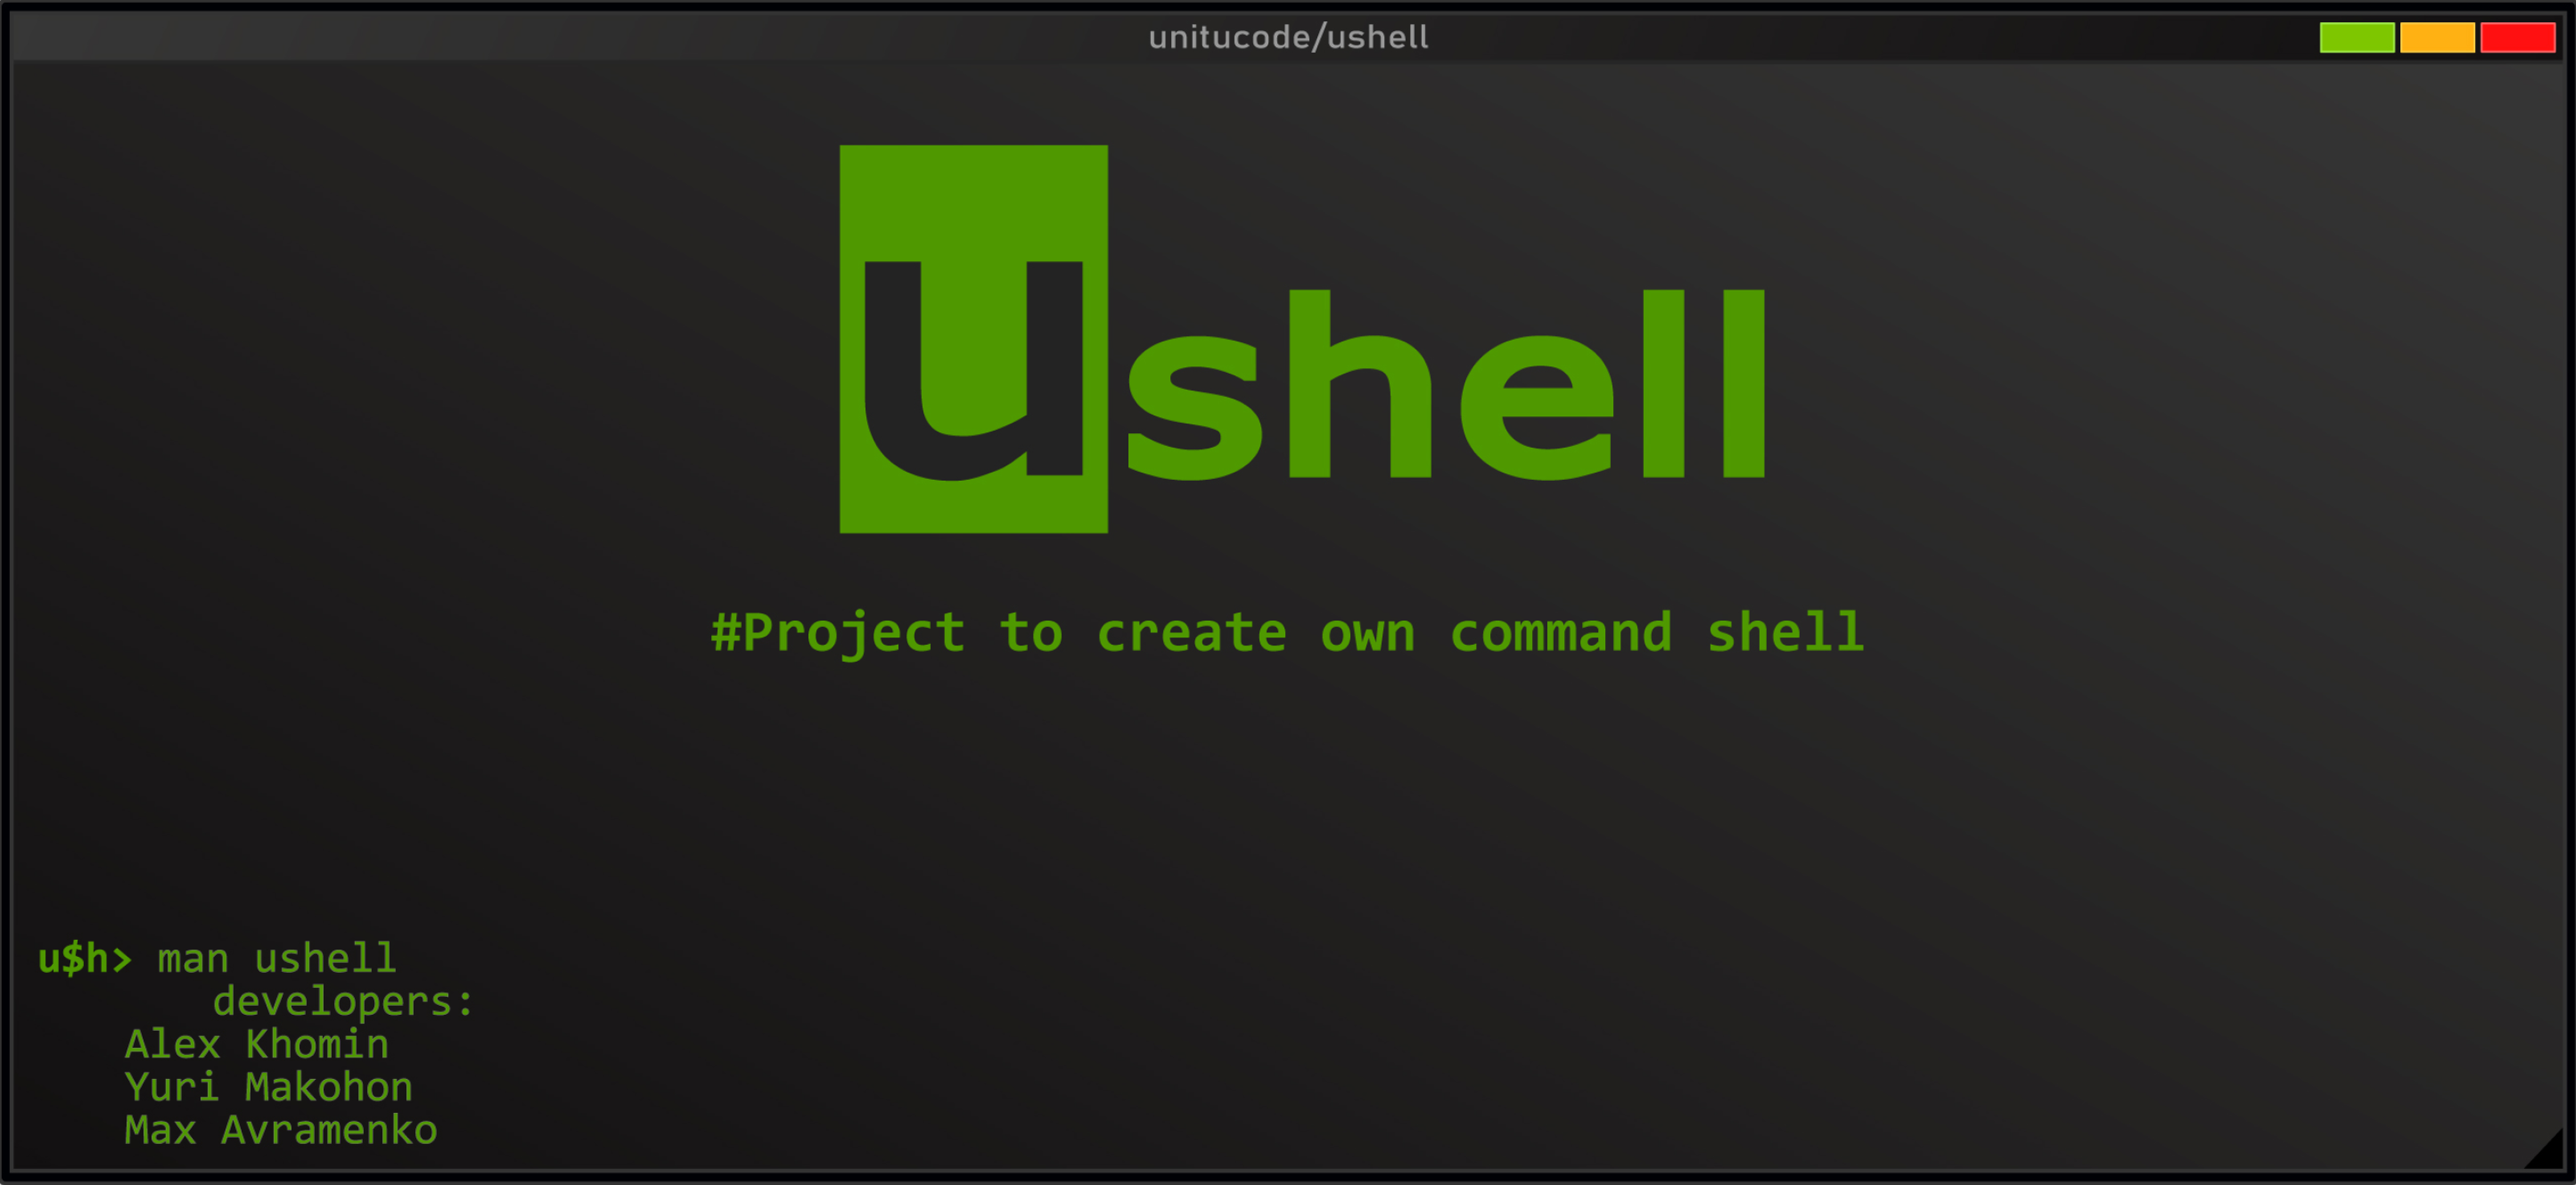 unitucode/ushell
ushell
#Project to create own command shell
u$h> man ushell
developers:
Alex Khomin
Yuri Makohon
Max Avramenko